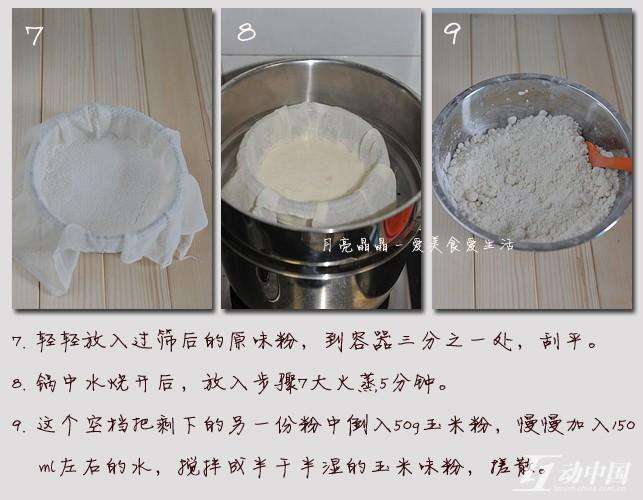 7
8
9
月亮晶晶－爱美食爱生活
7. 轻轻放入过筛后的原味粉，到容器三分之一处，刮平。
8. 锅中水烧开后，放入步骤7大火蒸5分钟。
9. 这个空挡把剩下的另一份粉中倒入50g玉米粉，慢慢加入150
ml左右的水，搅拌成半干半湿的玉米味粉，搓散。
动中国